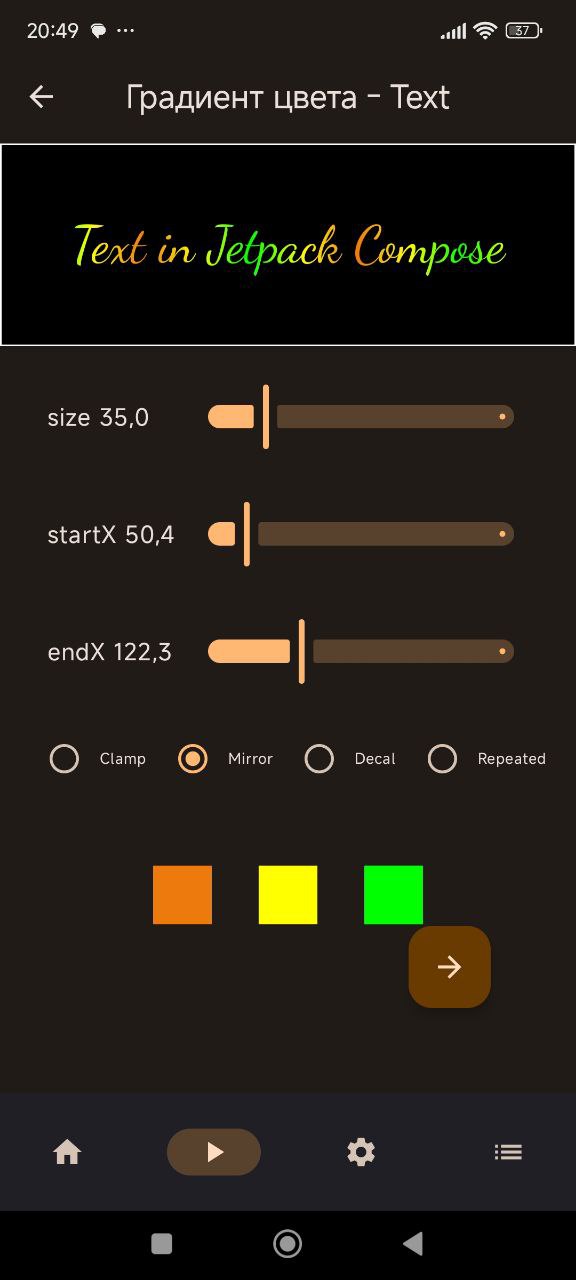 20:49
37
Градиент цвета - Text
Text in Jetpack Compose
size 35,0
startX 50,4
endX 122,3
Clamp Mirror Decal Repeated